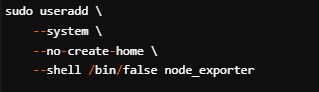 sudo useradd \
    --system \
    --no-create-home \
    --shell /bin/false node_exporter